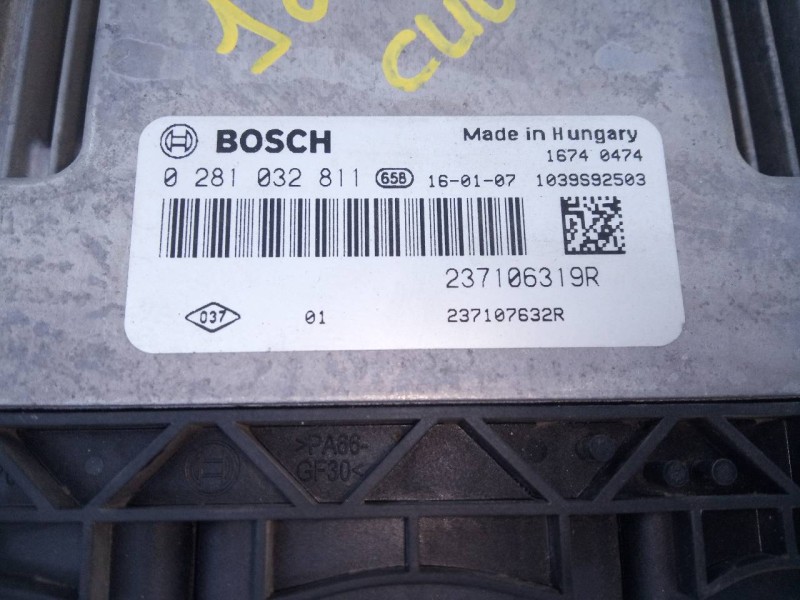 BOSCH
Made in Hungary
1674 0474
0 281 032 811 65B 16-01-07 1039S92503
237106319R
037 01 237107632R
>PA66-
GF30<